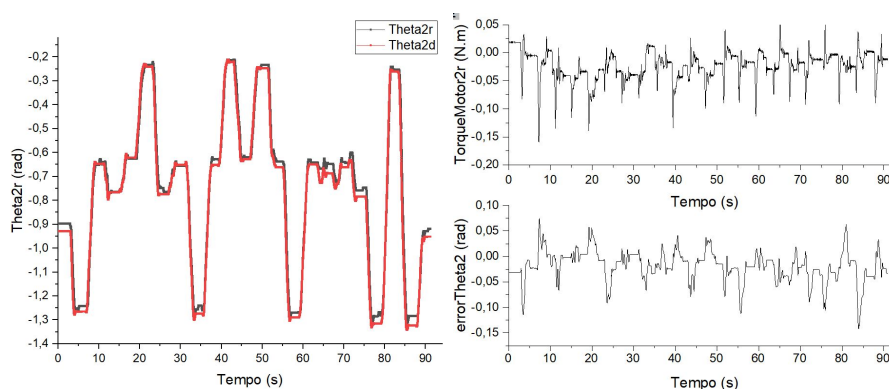 Theta2r
Theta2d
-0,2
-0,3
-0,4
-0,5
-0,6
-0,7
-0,8
-0,9
-1,0
-1,1
-1,2
-1,3
-1,4
Theta2r (rad)
0 10 20 30 40 50 60 70 80 90
Tempo (s)
0,05
0,00
-0,05
-0,10
-0,15
-0,20
TorqueMotor2r (N.m)
0 10 20 30 40 50 60 70 80 90
Tempo (s)
0,10
0,05
0,00
-0,05
-0,10
-0,15
errorTheta2 (rad)
0 10 20 30 40 50 60 70 80 90
Tempo (s)